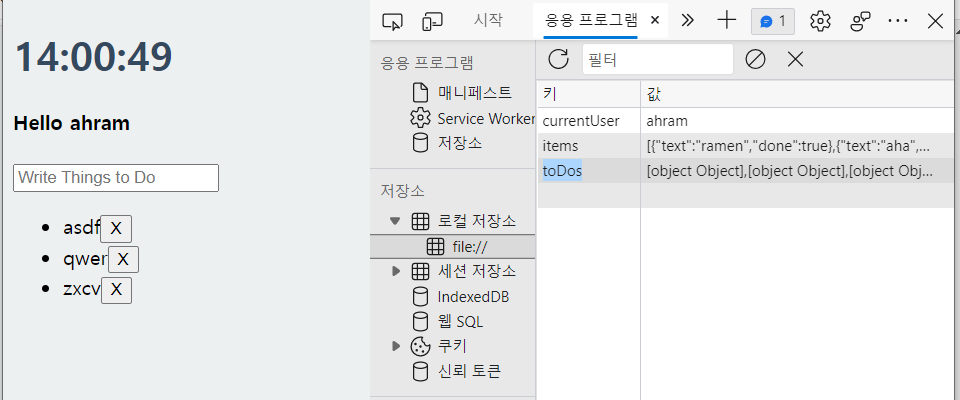 14:00:49
Hello ahram
Write Things to Do
asdf X
qwer X
zxcv X
시작
응용 프로그램
1
응용 프로그램
매니페스트
Service Worker
저장소
저장소
로컬 저장소
file://
세션 저장소
IndexedDB
웹 SQL
쿠키
신뢰 토큰
필터
키 값
currentUser ahram
items [{"text":"ramen","done":true},{"text":"aha",...
toDos [object Object],[object Object],[object Obj...